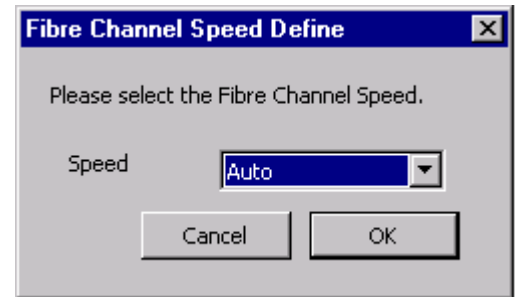 Fibre Channel Speed Define
Please select the Fibre Channel Speed.
Speed Auto
Cancel OK